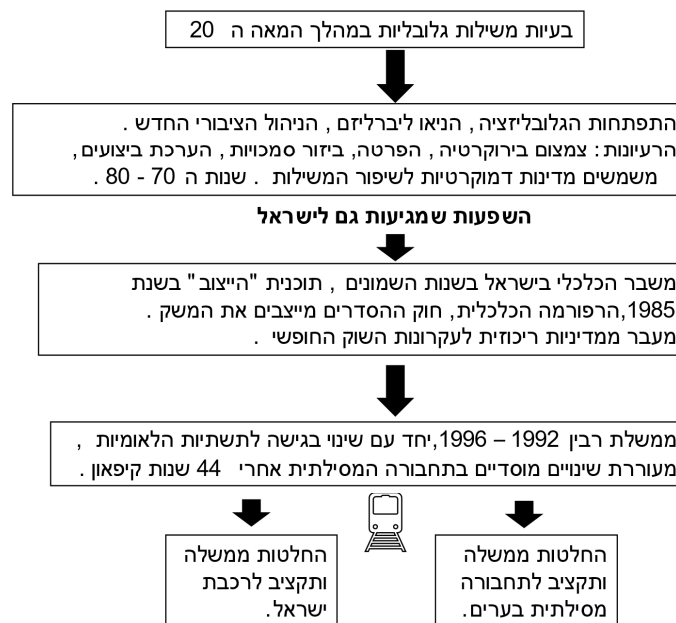 בעיות משילות גלובליות במהלך המאה ה 20
התפתחות הגלובליזציה , הניאו ליברליזם , הניהול הציבורי החדש .
הרעיונות : צמצום בירוקרטיה , הפרטה, ביזור סמכויות , הערכת ביצועים ,
משמשים מדינות דמוקרטיות לשיפור המשילות . שנות ה 70 - 80 .
השפעות שמגיעות גם לישראל
משבר הכלכלי בישראל בשנות השמונים , תוכנית "הייצוב" בשנת
1985,הרפורמה הכלכלית, חוק ההסדרים מייצבים את המשק .
מעבר ממדיניות ריכוזית לעקרונות השוק החופשי .
ממשלת רבין 1992 – 1996,יחד עם שינוי בגישה לתשתיות הלאומיות ,
מעוררת שינויים מוסדיים בתחבורה המסילתית אחרי 44 שנות קיפאון .
החלטות ממשלה
ותקציב לתחבורה
מסילתית בערים.
החלטות ממשלה
ותקציב לרכבת
ישראל.